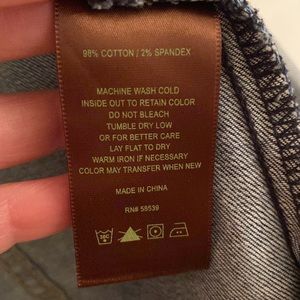 98% COTTON / 2% SPANDEX
MACHINE WASH COLD
INSIDE OUT TO RETAIN COLOR
DO NOT BLEACH
TUMBLE DRY LOW
OR FOR BETTER CARE
LAY FLAT TO DRY
WARM IRON IF NECESSARY
COLOR MAY TRANSFER WHEN NEW
MADE IN CHINA
RN# 58539